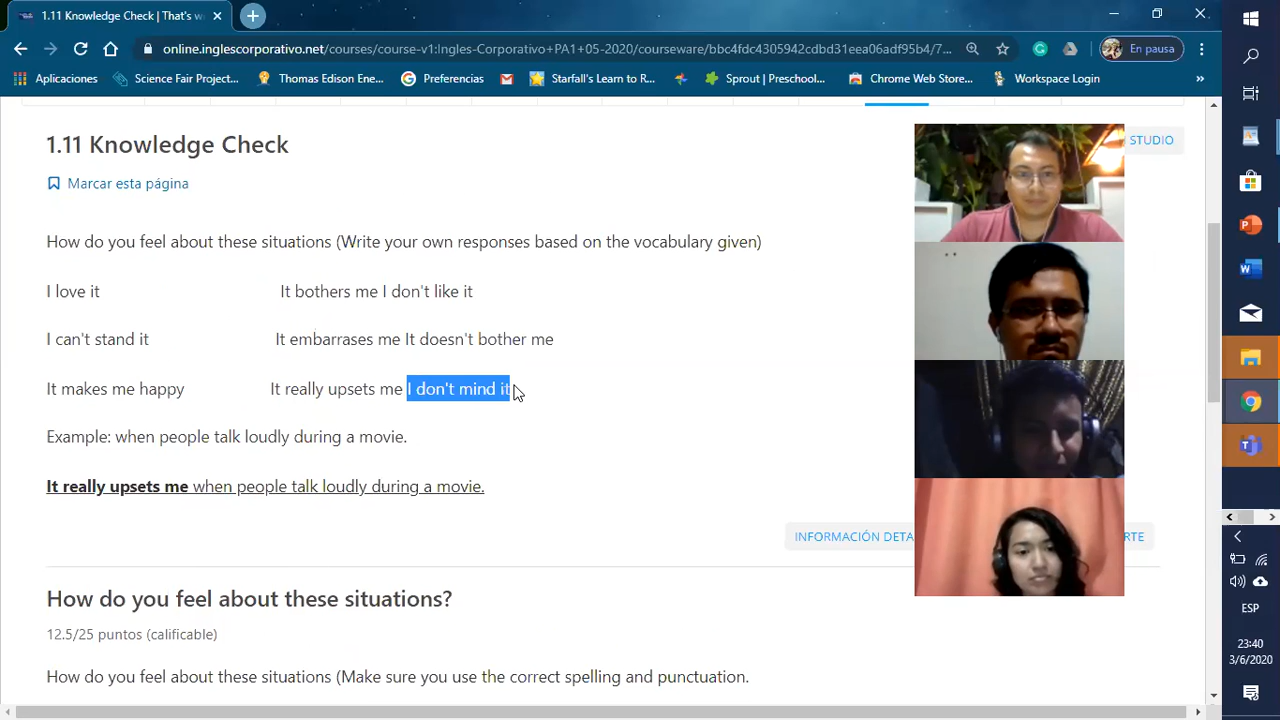 1.11 Knowledge Check | That's w
En pausa
online.inglescorporativo.net/courses/course-v1:Ingles-Corporativo+PA1+05-2020/courseware/bbc4fdc4305942cdbd31eea06adf95b4/7...
Aplicaciones
Science Fair Project...
Thomas Edison Ene...
Preferencias
Starfall's Learn to R...
Sprout | Preschool...
Chrome Web Store...
Workspace Login
»
1.11 Knowledge Check
STUDIO
Marcar esta página
How do you feel about these situations (Write your own responses based on the vocabulary given)
I love it It bothers me I don't like it
I can't stand it It embarrases me It doesn't bother me
It makes me happy It really upsets me I don't mind it
Example: when people talk loudly during a movie.
It really upsets me when people talk loudly during a movie.
INFORMACIÓN DETA
RTE
How do you feel about these situations?
12.5/25 puntos (calificable)
How do you feel about these situations (Make sure you use the correct spelling and punctuation.
ESP
23:40
3/6/2020